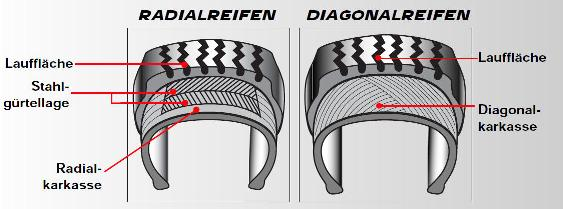 RADIALREIFEN
DIAGONALREIFEN
Lauffläche
Stahl-
gürtellage
Radial-
karkasse
Lauffläche
Diagonal-
karkasse